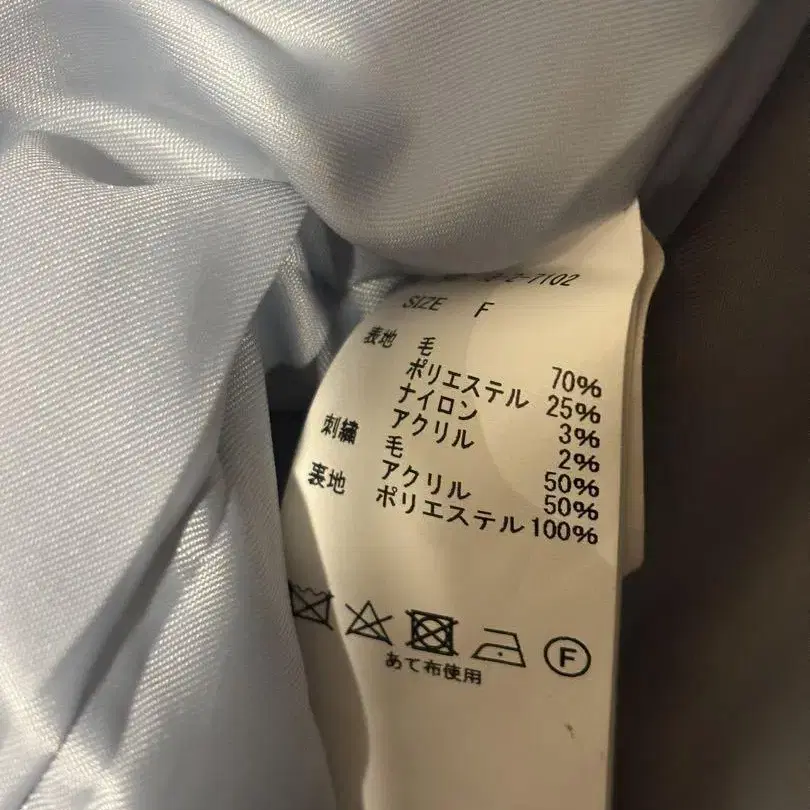 2-7102
SIZE F
表地 毛 70%
ポリエステル 25%
ナイロン 3%
アクリル 2%
刺繍 毛 50%
アクリル 50%
裏地 ポリエステル 100%
あて布使用
F